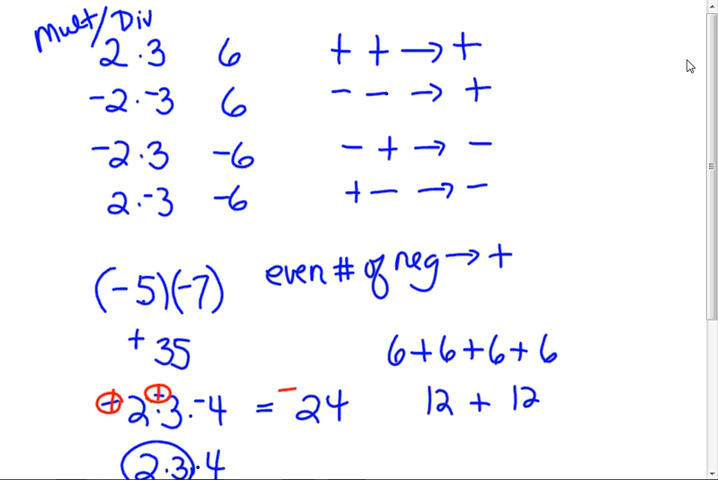 Mult/Div
2·3 6 + + → +
-2·-3 6 - - → +
-2·3 -6 - + → -
2·-3 -6 + - → -
(-5)(-7) even # of neg → +
+35 6+6+6+6
-2·-3·-4 = -24 12 + 12
2·3·4